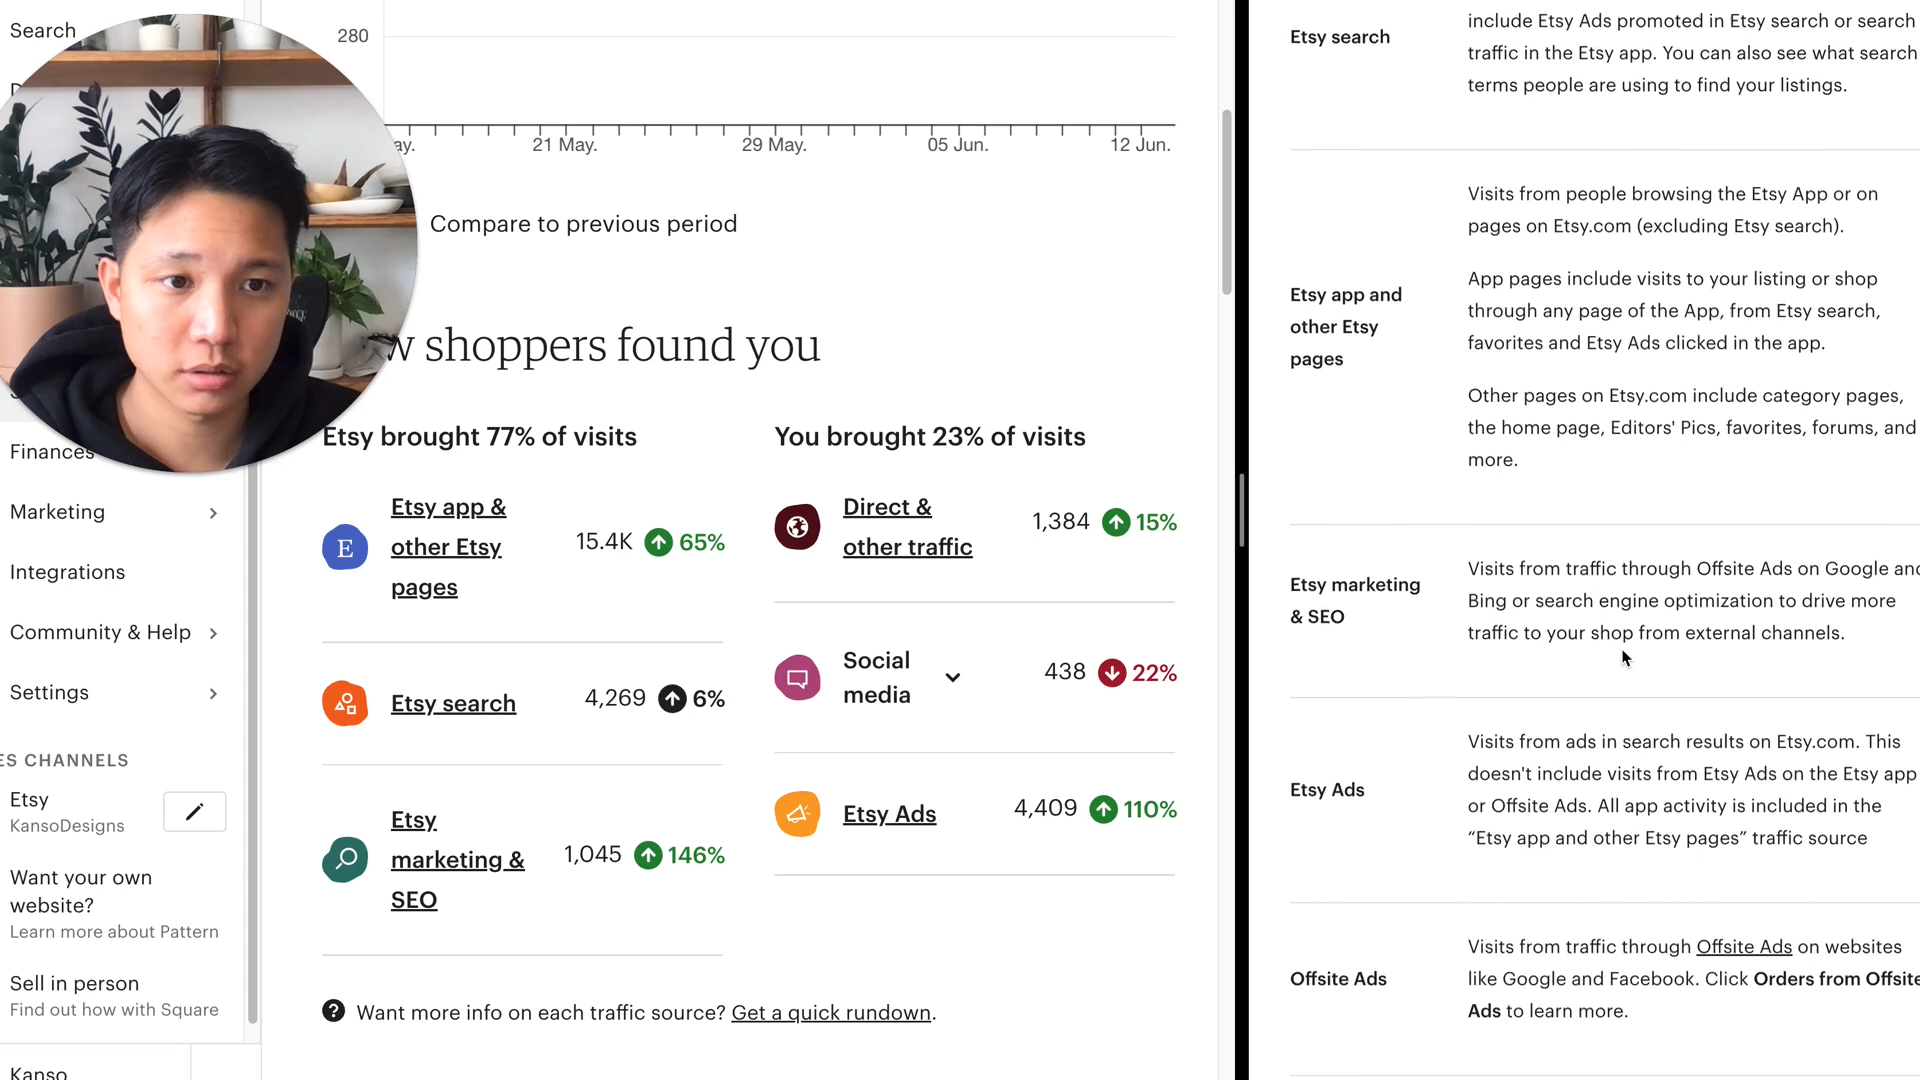 Search
Finances
Marketing
Integrations
Community & Help
Settings
ES CHANNELS
Etsy
KansoDesigns
Want your own
website?
Learn more about Pattern
Sell in person
Find out how with Square
Kanso
280
ay.
21 May.
29 May.
05 Jun.
12 Jun.
Compare to previous period
w shoppers found you
Etsy brought 77% of visits
E
Etsy app &
other Etsy
pages
15.4K
65%
Etsy search
4,269
6%
Etsy
marketing &
SEO
1,045
146%
You brought 23% of visits
Direct &
other traffic
1,384
15%
Social
media
438
22%
Etsy Ads
4,409
110%
? Want more info on each traffic source? Get a quick rundown.
Etsy search
include Etsy Ads promoted in Etsy search or search
traffic in the Etsy app. You can also see what search
terms people are using to find your listings.
Etsy app and
other Etsy
pages
Visits from people browsing the Etsy App or on
pages on Etsy.com (excluding Etsy search).
App pages include visits to your listing or shop
through any page of the App, from Etsy search,
favorites and Etsy Ads clicked in the app.
Other pages on Etsy.com include category pages,
the home page, Editors' Pics, favorites, forums, and
more.
Etsy marketing
& SEO
Visits from traffic through Offsite Ads on Google and
Bing or search engine optimization to drive more
traffic to your shop from external channels.
Etsy Ads
Visits from ads in search results on Etsy.com. This
doesn't include visits from Etsy Ads on the Etsy app
or Offsite Ads. All app activity is included in the
“Etsy app and other Etsy pages” traffic source
Offsite Ads
Visits from traffic through Offsite Ads on websites
like Google and Facebook. Click Orders from Offsite
Ads to learn more.